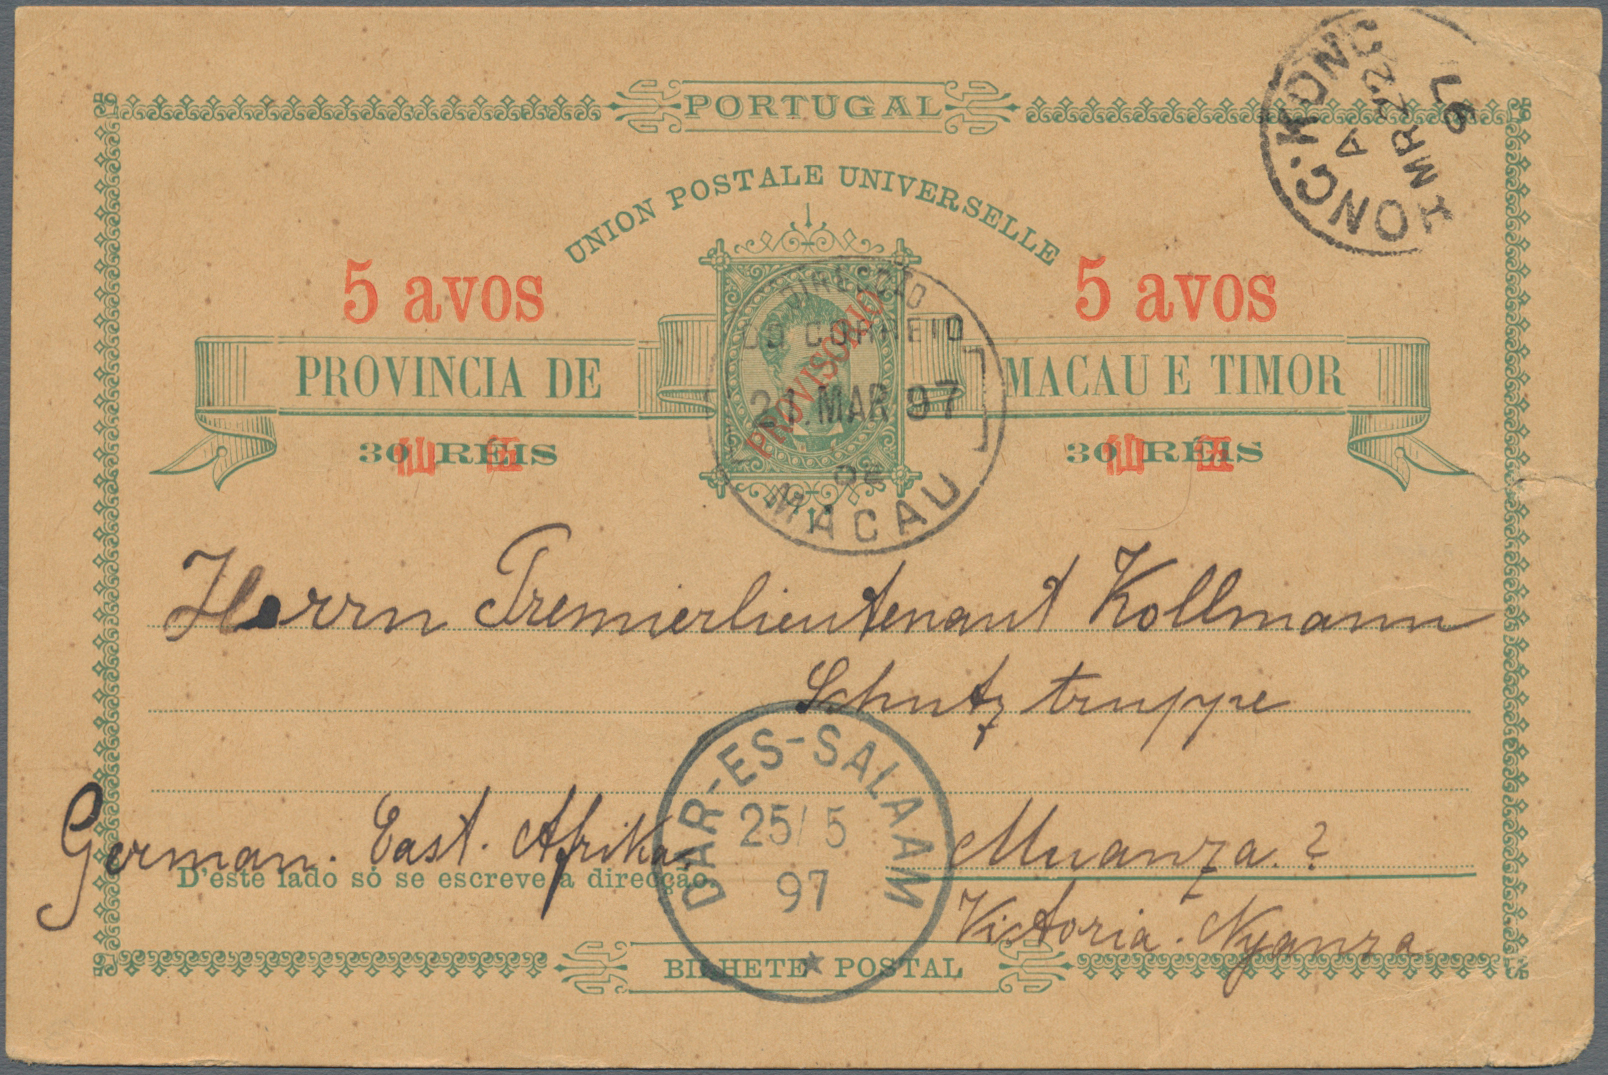 PORTUGAL
HONG·KONG
A
MR 22
97
UNION POSTALE UNIVERSELLE
5 avos
5 avos
PROVISORIO
PROVINCIA DE
MACAU E TIMOR
30 REIS
30 REIS
DIRECÇÃO
DO CORREIO
21.MAR 97
DE
MACAU
Herrn Premierlieutenant Kollmann
Schutztruppe
DAR-ES-SALAAM
25/5
97
German. East. Afrika.
Muanza.?
D'este lado só se escreve a direcção
Victoria. Nyanza
BILHETE POSTAL